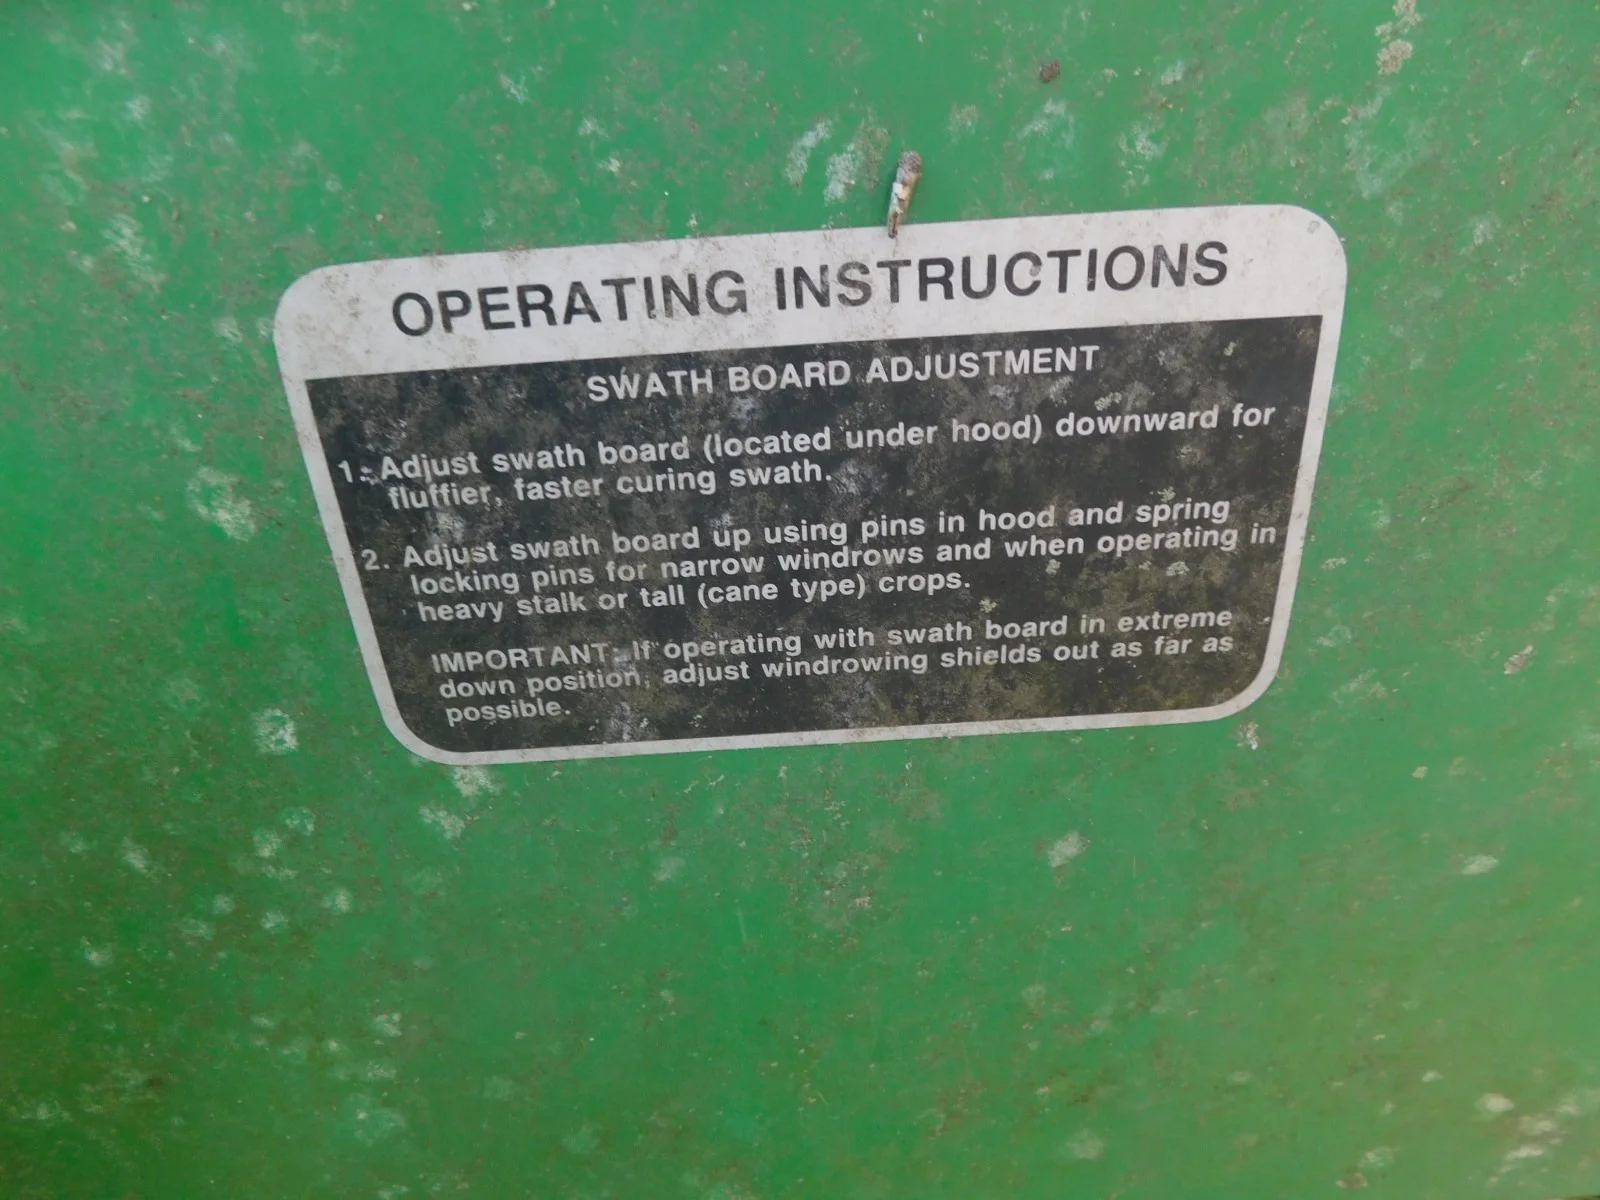 OPERATING INSTRUCTIONS
SWATH BOARD ADJUSTMENT
1. Adjust swath board (located under hood) downward for
fluffier, faster curing swath.
2. Adjust swath board up using pins in hood and spring
locking pins for narrow windrows and when operating in
heavy stalk or tall (cane type) crops.
IMPORTANT: If operating with swath board in extreme
down position, adjust windrowing shields out as far as
possible.